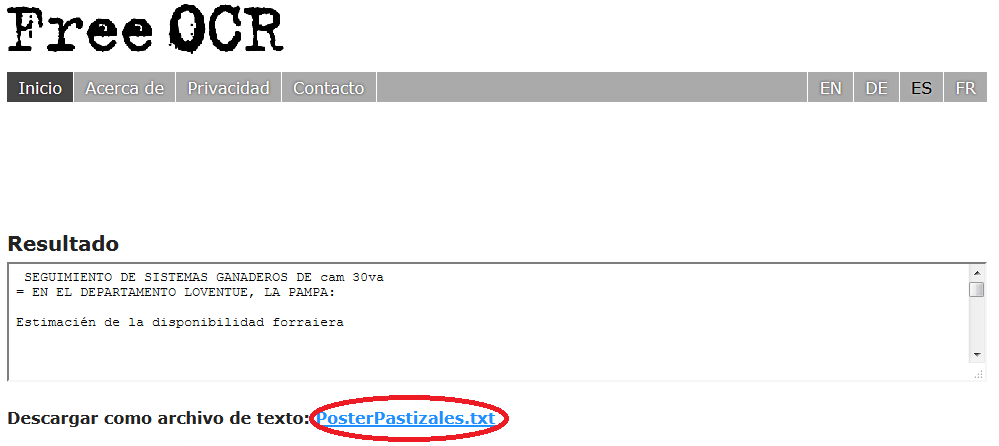 Free OCR
Inicio Acerca de Privacidad Contacto EN DE ES FR
Resultado
SEGUIMIENTO DE SISTEMAS GANADEROS DE cam 30va
= EN EL DEPARTAMENTO LOVENTUE, LA PAMPA:
Estimacién de la disponibilidad forraiera
Descargar como archivo de texto: PosterPastizales.txt